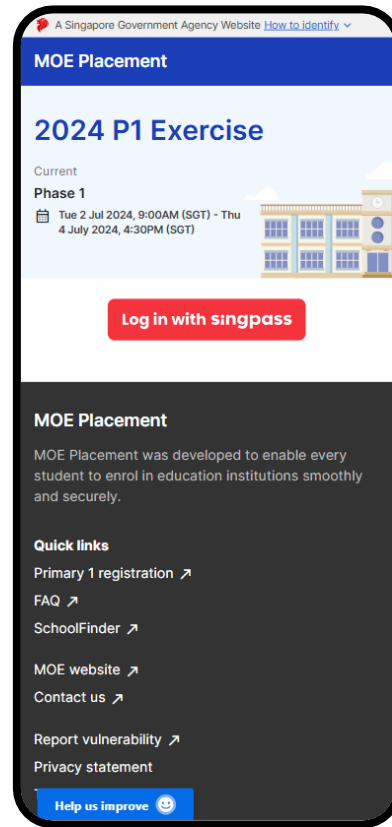 A Singapore Government Agency Website How to identify
MOE Placement
2024 P1 Exercise
Current
Phase 1
Tue 2 Jul 2024, 9:00AM (SGT) - Thu
4 July 2024, 4:30PM (SGT)
Log in with singpass
MOE Placement
MOE Placement was developed to enable every
student to enrol in education institutions smoothly
and securely.
Quick links
Primary 1 registration
FAQ
SchoolFinder
MOE website
Contact us
Report vulnerability
Privacy statement
Help us improve